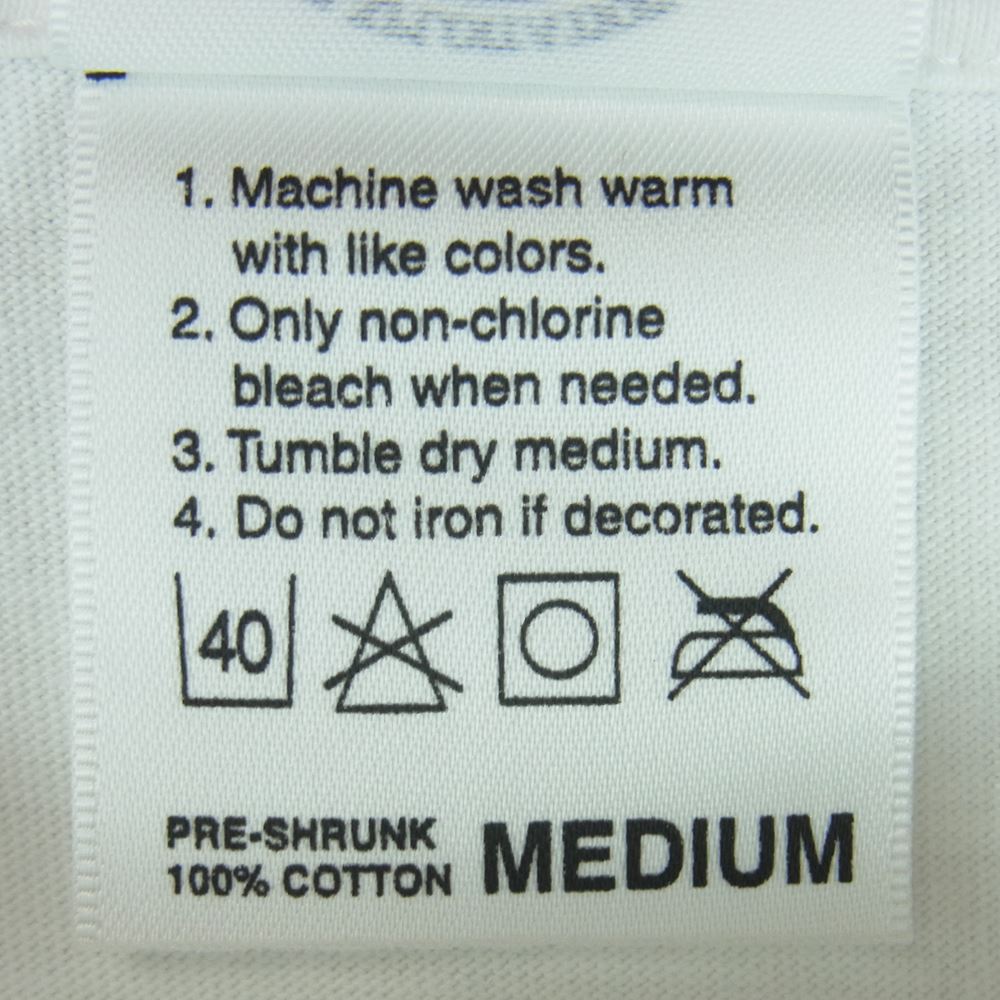 1. Machine wash warm
with like colors.
2. Only non-chlorine
bleach when needed.
3. Tumble dry medium.
4. Do not iron if decorated.
40
PRE-SHRUNK
100% COTTON
MEDIUM